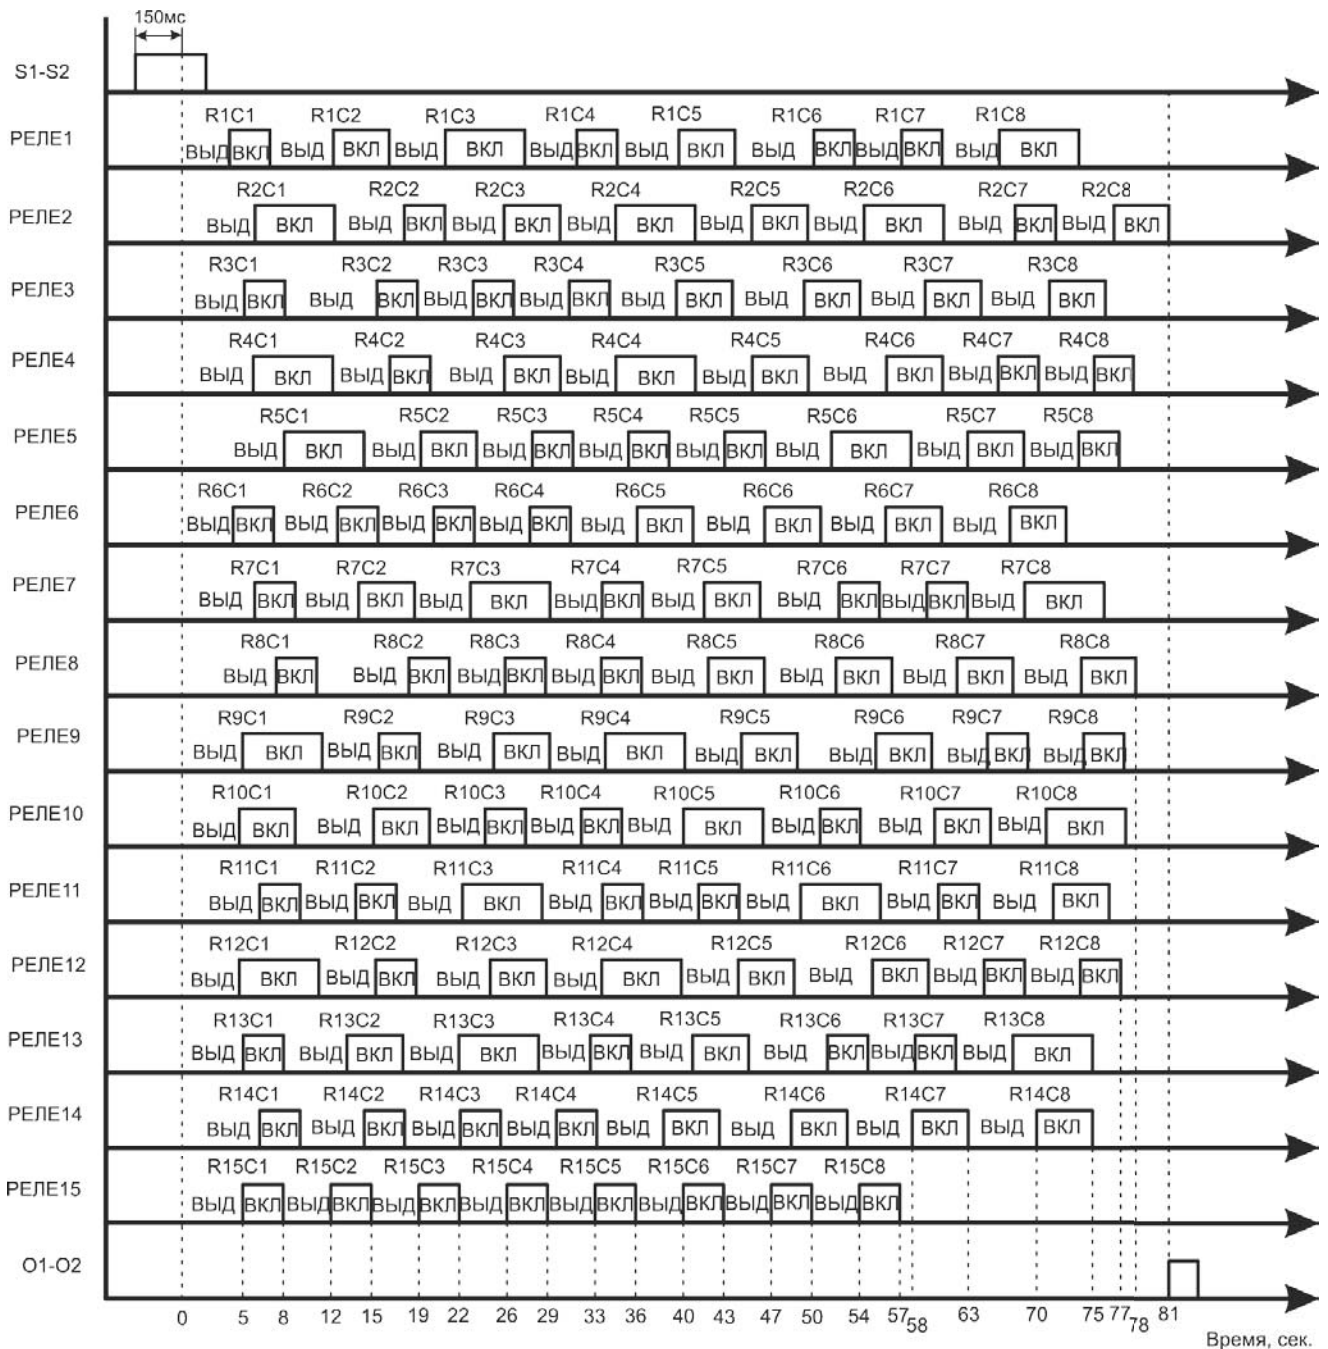 150мс
S1-S2
R1C1 R1C2 R1C3 R1C4 R1C5 R1C6 R1C7 R1C8
РЕЛЕ1 ВЫД ВКЛ ВЫД ВКЛ ВЫД ВКЛ ВЫД ВКЛ ВЫД ВКЛ ВЫД ВКЛ ВЫД ВКЛ ВЫД ВКЛ
R2C1 R2C2 R2C3 R2C4 R2C5 R2C6 R2C7 R2C8
РЕЛЕ2 ВЫД ВКЛ ВЫД ВКЛ ВЫД ВКЛ ВЫД ВКЛ ВЫД ВКЛ ВЫД ВКЛ ВЫД ВКЛ ВЫД ВКЛ
R3C1 R3C2 R3C3 R3C4 R3C5 R3C6 R3C7 R3C8
РЕЛЕ3 ВЫД ВКЛ ВЫД ВКЛ ВЫД ВКЛ ВЫД ВКЛ ВЫД ВКЛ ВЫД ВКЛ ВЫД ВКЛ ВЫД ВКЛ
R4C1 R4C2 R4C3 R4C4 R4C5 R4C6 R4C7 R4C8
РЕЛЕ4 ВЫД ВКЛ ВЫД ВКЛ ВЫД ВКЛ ВЫД ВКЛ ВЫД ВКЛ ВЫД ВКЛ ВЫД ВКЛ ВЫД ВКЛ
R5C1 R5C2 R5C3 R5C4 R5C5 R5C6 R5C7 R5C8
РЕЛЕ5 ВЫД ВКЛ ВЫД ВКЛ ВЫД ВКЛ ВЫД ВКЛ ВЫД ВКЛ ВЫД ВКЛ ВЫД ВКЛ ВЫД ВКЛ
R6C1 R6C2 R6C3 R6C4 R6C5 R6C6 R6C7 R6C8
РЕЛЕ6 ВЫД ВКЛ ВЫД ВКЛ ВЫД ВКЛ ВЫД ВКЛ ВЫД ВКЛ ВЫД ВКЛ ВЫД ВКЛ ВЫД ВКЛ
R7C1 R7C2 R7C3 R7C4 R7C5 R7C6 R7C7 R7C8
РЕЛЕ7 ВЫД ВКЛ ВЫД ВКЛ ВЫД ВКЛ ВЫД ВКЛ ВЫД ВКЛ ВЫД ВКЛ ВЫД ВКЛ ВЫД ВКЛ
R8C1 R8C2 R8C3 R8C4 R8C5 R8C6 R8C7 R8C8
РЕЛЕ8 ВЫД ВКЛ ВЫД ВКЛ ВЫД ВКЛ ВЫД ВКЛ ВЫД ВКЛ ВЫД ВКЛ ВЫД ВКЛ ВЫД ВКЛ
R9C1 R9C2 R9C3 R9C4 R9C5 R9C6 R9C7 R9C8
РЕЛЕ9 ВЫД ВКЛ ВЫД ВКЛ ВЫД ВКЛ ВЫД ВКЛ ВЫД ВКЛ ВЫД ВКЛ ВЫД ВКЛ ВЫД ВКЛ
R10C1 R10C2 R10C3 R10C4 R10C5 R10C6 R10C7 R10C8
РЕЛЕ10 ВЫД ВКЛ ВЫД ВКЛ ВЫД ВКЛ ВЫД ВКЛ ВЫД ВКЛ ВЫД ВКЛ ВЫД ВКЛ ВЫД ВКЛ
R11C1 R11C2 R11C3 R11C4 R11C5 R11C6 R11C7 R11C8
РЕЛЕ11 ВЫД ВКЛ ВЫД ВКЛ ВЫД ВКЛ ВЫД ВКЛ ВЫД ВКЛ ВЫД ВКЛ ВЫД ВКЛ ВЫД ВКЛ
R12C1 R12C2 R12C3 R12C4 R12C5 R12C6 R12C7 R12C8
РЕЛЕ12 ВЫД ВКЛ ВЫД ВКЛ ВЫД ВКЛ ВЫД ВКЛ ВЫД ВКЛ ВЫД ВКЛ ВЫД ВКЛ ВЫД ВКЛ
R13C1 R13C2 R13C3 R13C4 R13C5 R13C6 R13C7 R13C8
РЕЛЕ13 ВЫД ВКЛ ВЫД ВКЛ ВЫД ВКЛ ВЫД ВКЛ ВЫД ВКЛ ВЫД ВКЛ ВЫД ВКЛ ВЫД ВКЛ
R14C1 R14C2 R14C3 R14C4 R14C5 R14C6 R14C7 R14C8
РЕЛЕ14 ВЫД ВКЛ ВЫД ВКЛ ВЫД ВКЛ ВЫД ВКЛ ВЫД ВКЛ ВЫД ВКЛ ВЫД ВКЛ ВЫД ВКЛ
R15C1 R15C2 R15C3 R15C4 R15C5 R15C6 R15C7 R15C8
РЕЛЕ15 ВЫД ВКЛ ВЫД ВКЛ ВЫД ВКЛ ВЫД ВКЛ ВЫД ВКЛ ВЫД ВКЛ ВЫД ВКЛ ВЫД ВКЛ
O1-O2
0 5 8 12 15 19 22 26 29 33 36 40 43 47 50 54 57 58 63 70 75 77 78 81
Время, сек.